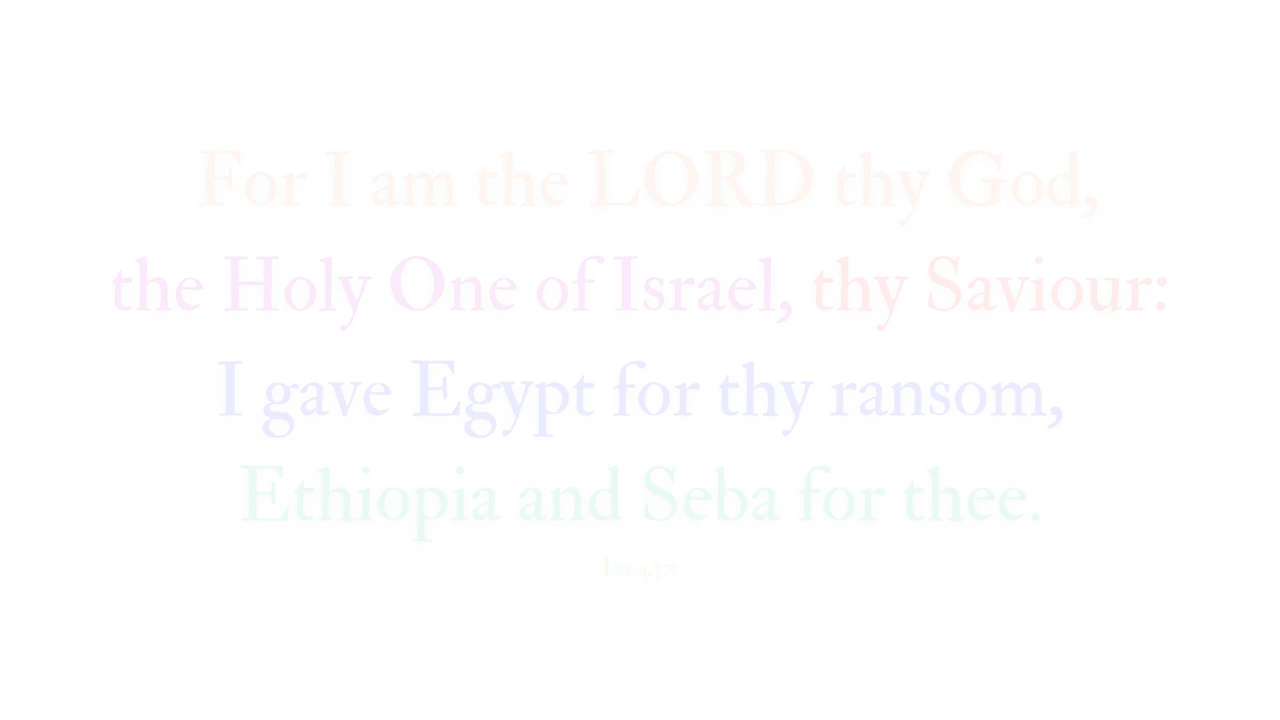 For I am the LORD thy God,
the Holy One of Israel, thy Saviour:
I gave Egypt for thy ransom,
Ethiopia and Seba for thee.
Isa 43:3